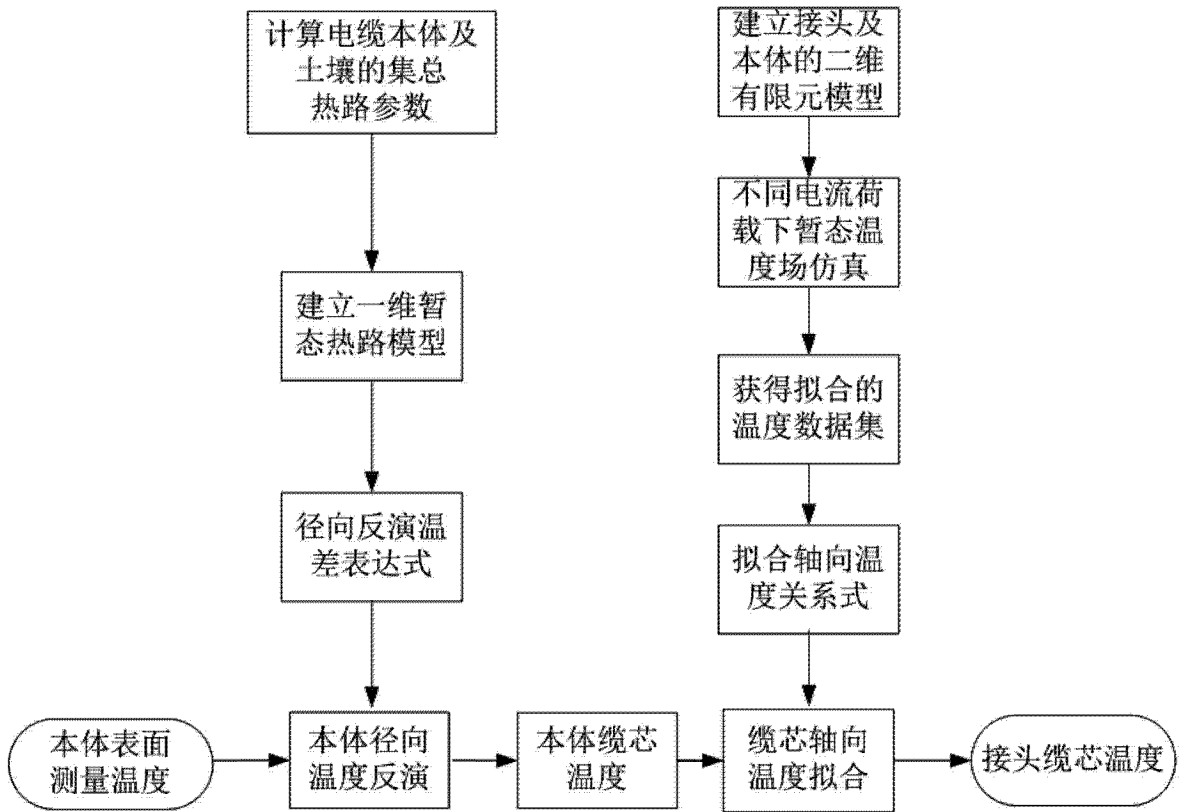 计算电缆本体及
土壤的集总
热路参数
建立一维暂
态热路模型
径向反演温
差表达式
建立接头及
本体的二维
有限元模型
不同电流荷
载下暂态温
度场仿真
获得拟合的
温度数据集
拟合轴向温
度关系式
本体表面
测量温度
本体径向
温度反演
本体缆芯
温度
缆芯轴向
温度拟合
接头缆芯温度